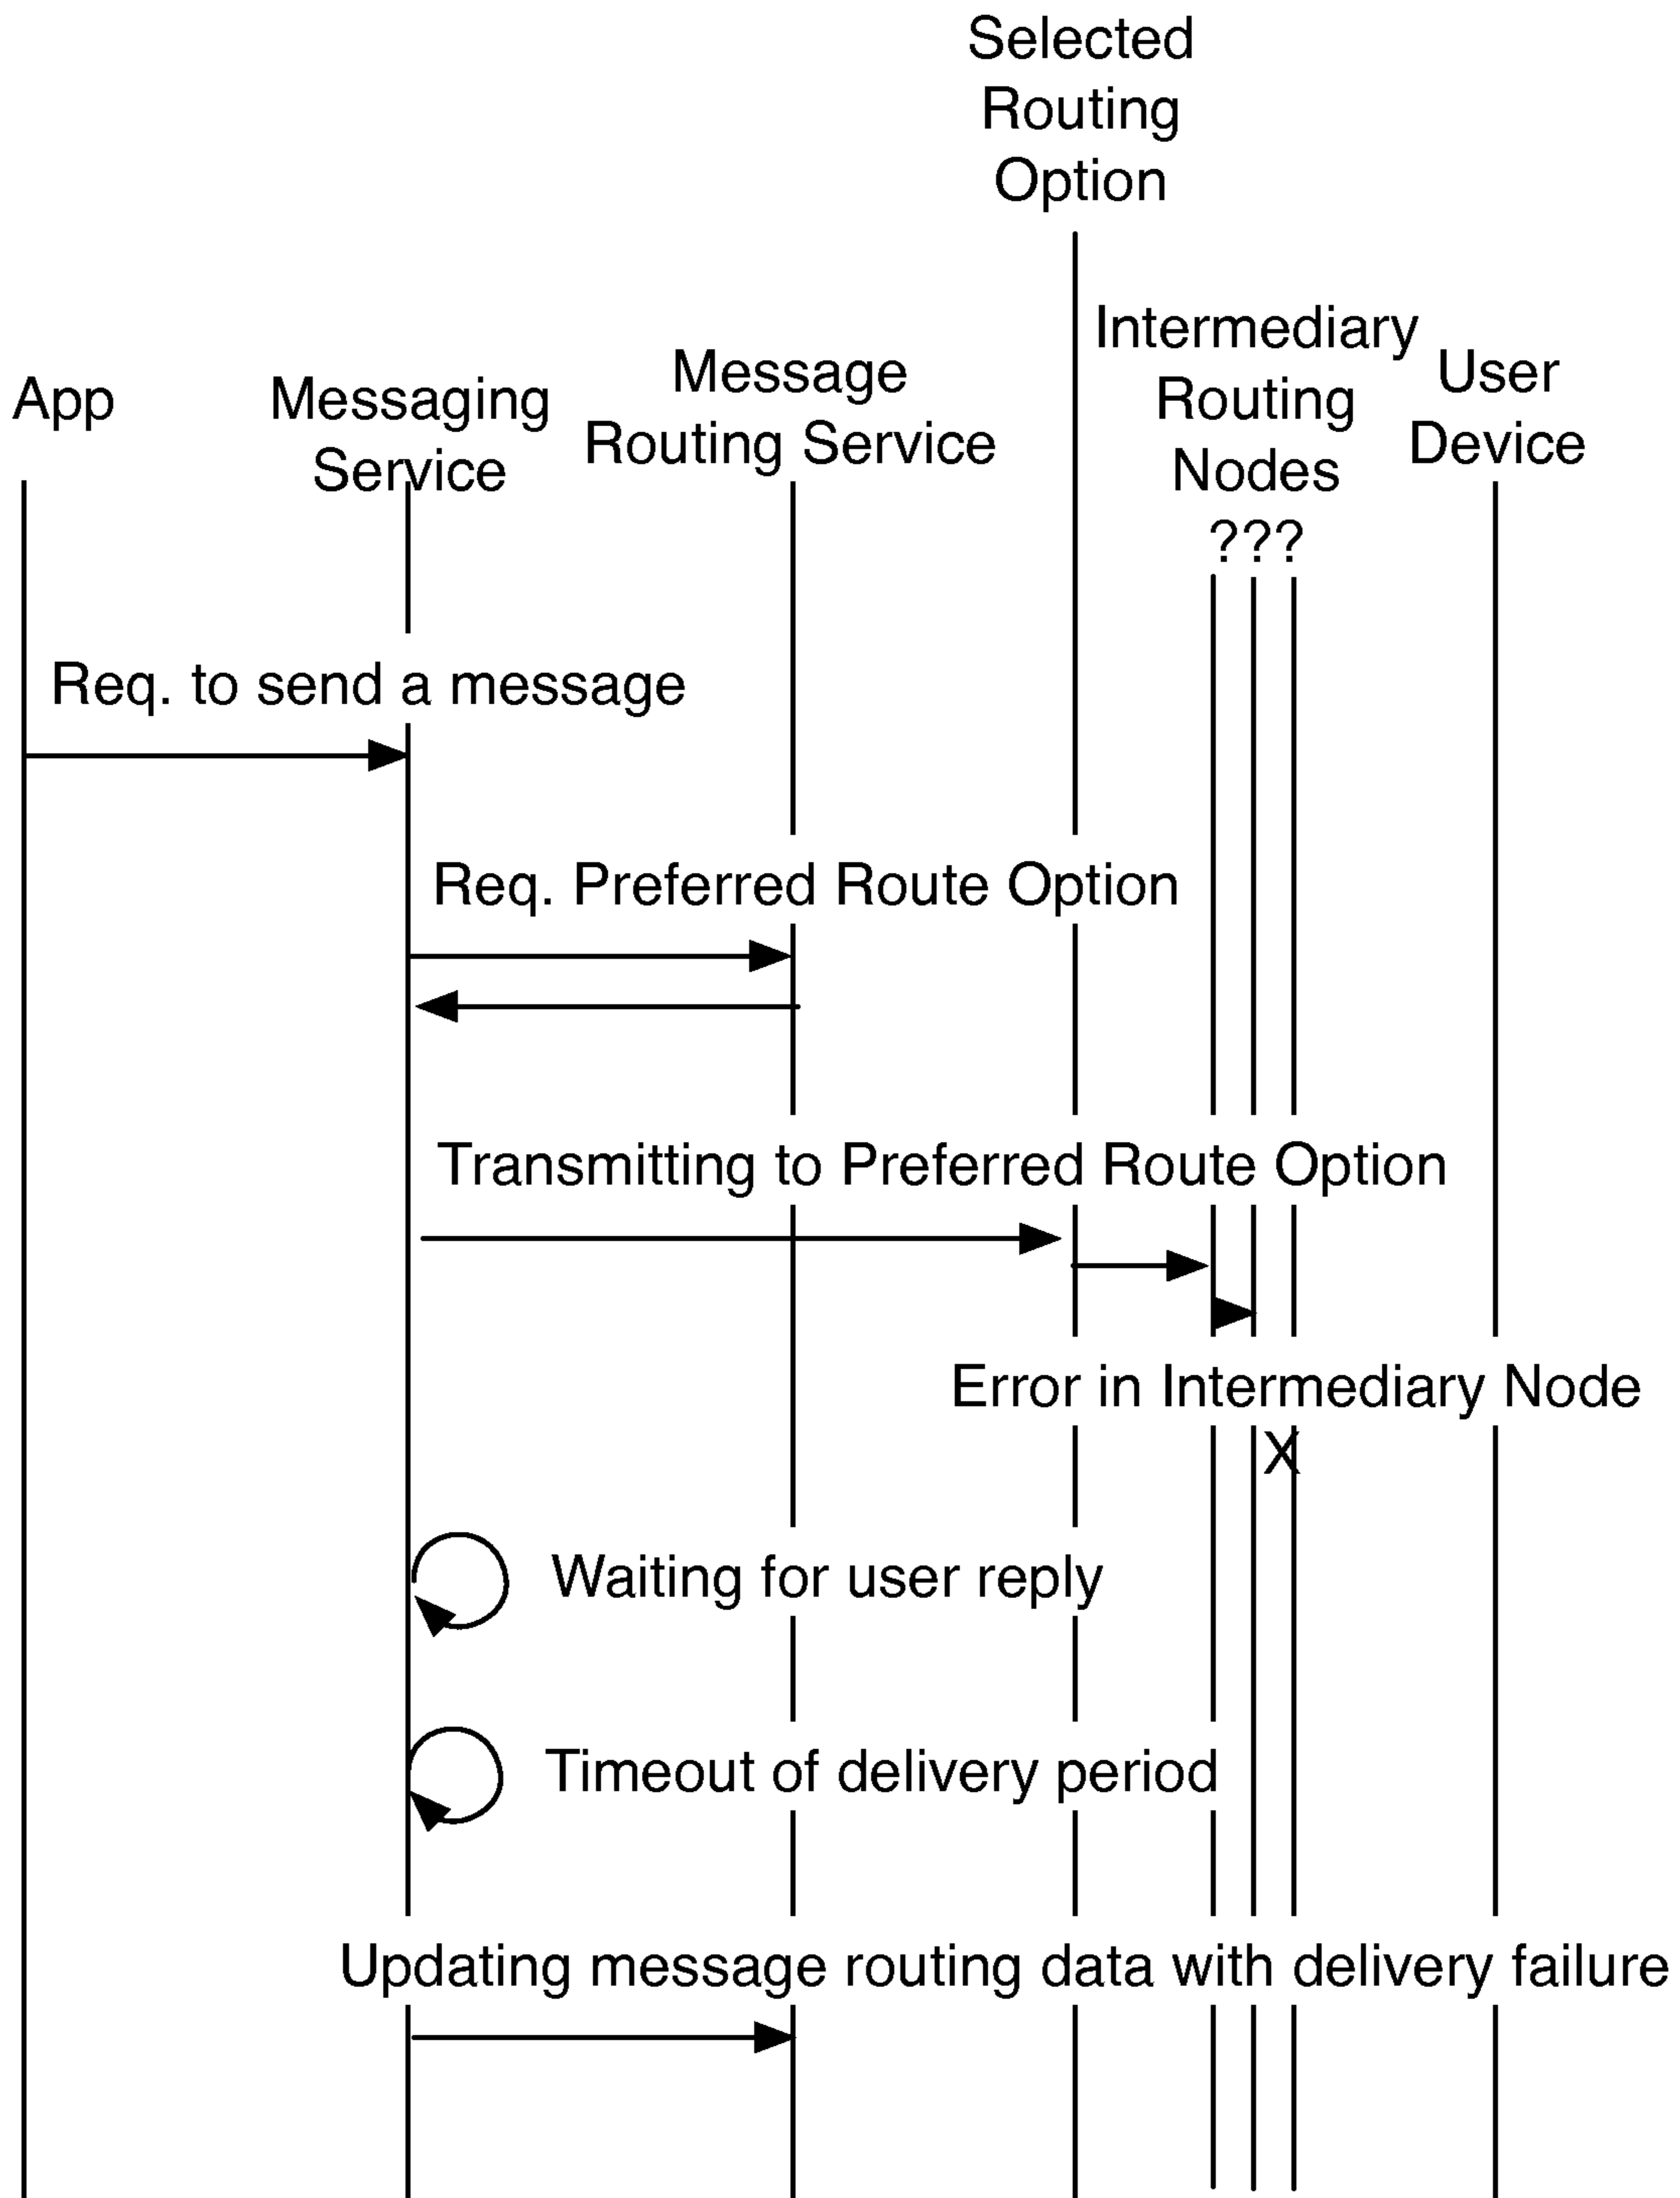 Selected
Routing
Option
App
Messaging
Service
Message
Routing Service
Intermediary
Routing
Nodes
???
User
Device
Req. to send a message
Req. Preferred Route Option
Transmitting to Preferred Route Option
Error in Intermediary Node
X
Waiting for user reply
Timeout of delivery period
Updating message routing data with delivery failure